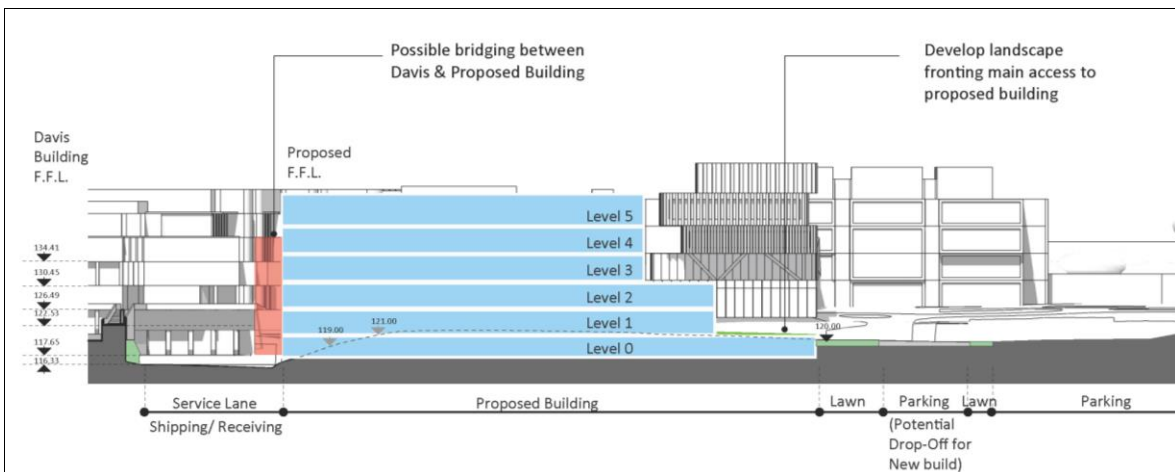 Possible bridging between
Davis & Proposed Building
Develop landscape
fronting main access to
proposed building
Davis
Building
F.F.L.
Proposed
F.F.L.
Level 5
Level 4
Level 3
Level 2
Level 1
Level 0
134.41
130.45
126.49
122.53
117.65
116.33
119.00
121.00
120.00
Service Lane
Shipping/ Receiving
Proposed Building
Lawn
Parking
(Potential
Drop-Off for
New build)
Lawn
Parking